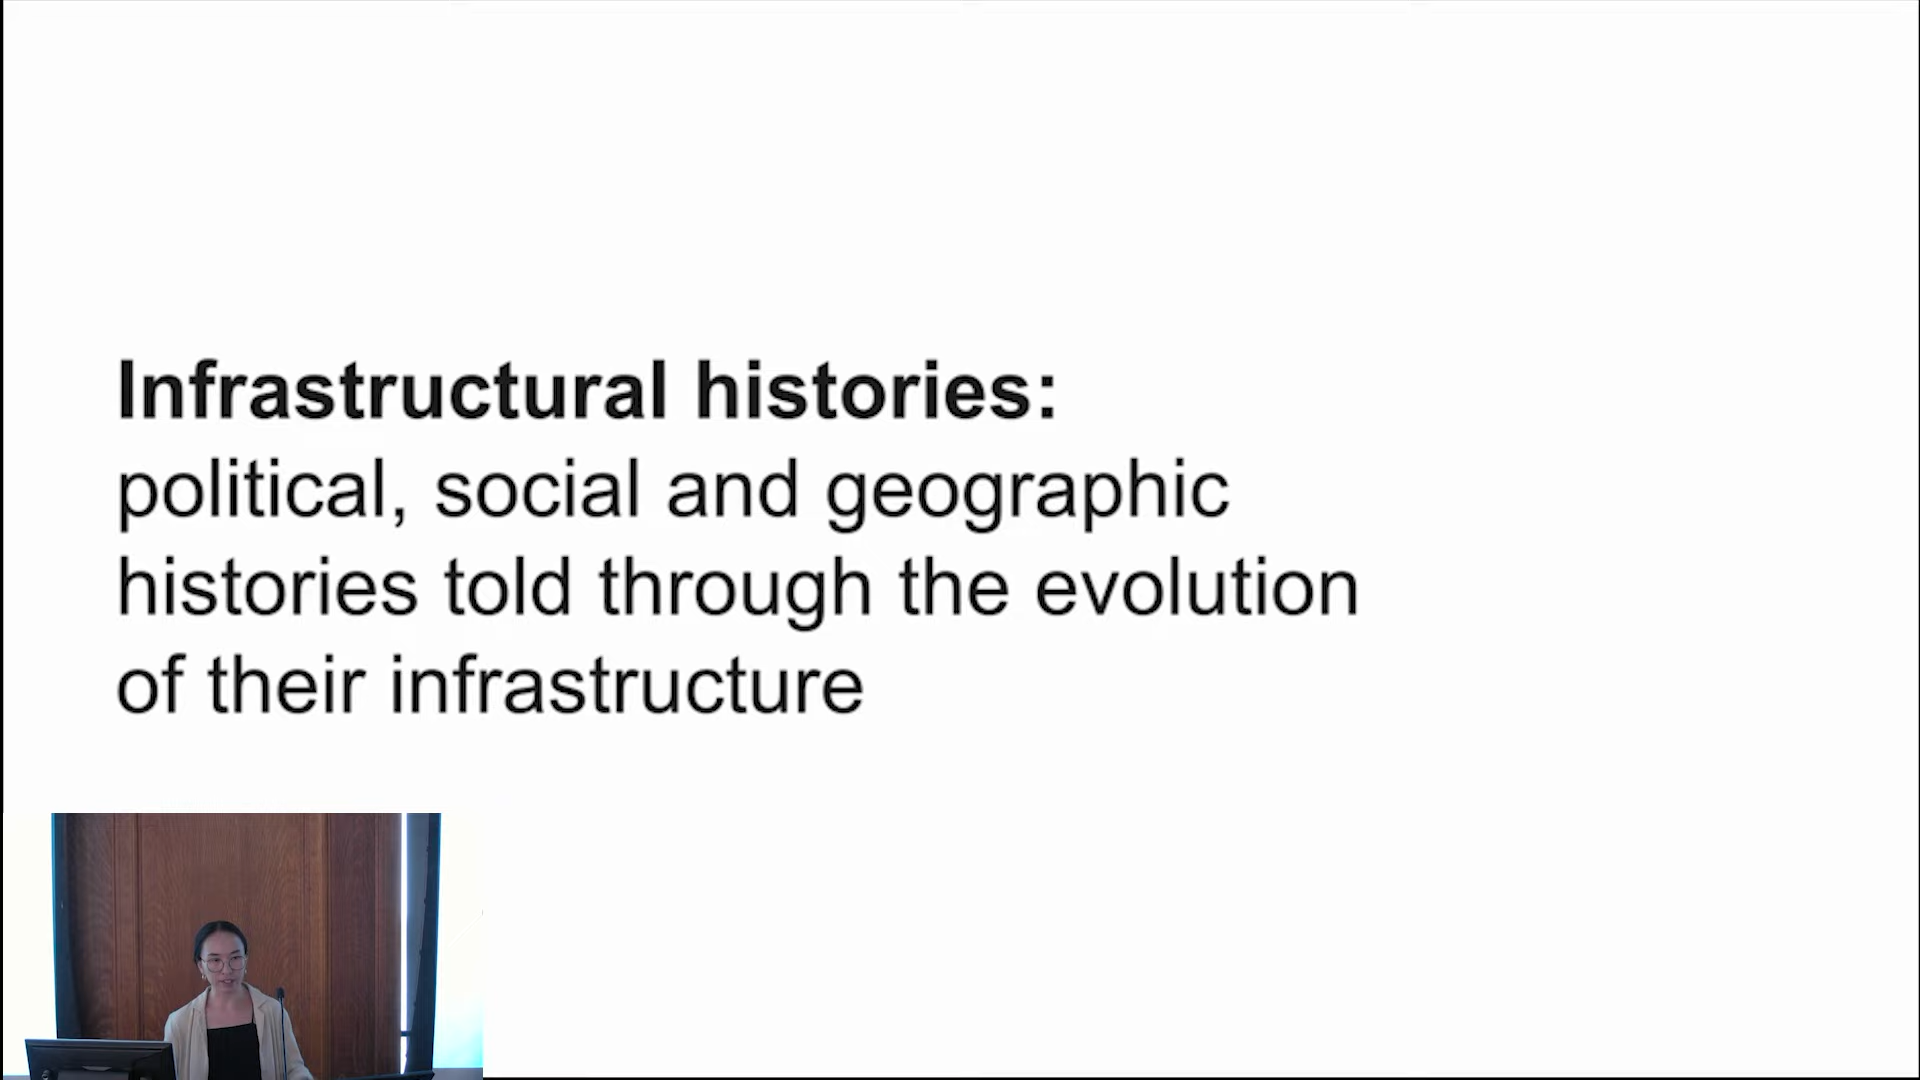 Infrastructural histories:
political, social and geographic
histories told through the evolution
of their infrastructure